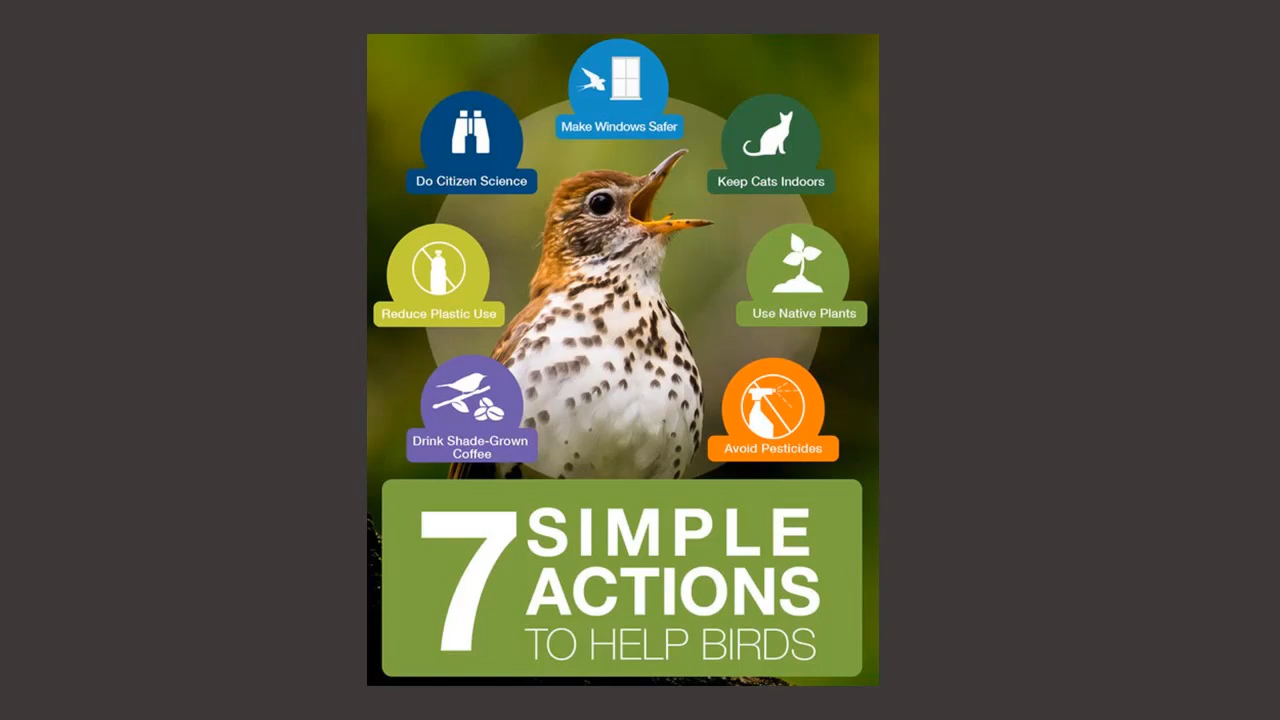 Make Windows Safer
Do Citizen Science
Keep Cats Indoors
Reduce Plastic Use
Use Native Plants
Drink Shade-Grown
Coffee
Avoid Pesticides
7 SIMPLE
ACTIONS
TO HELP BIRDS